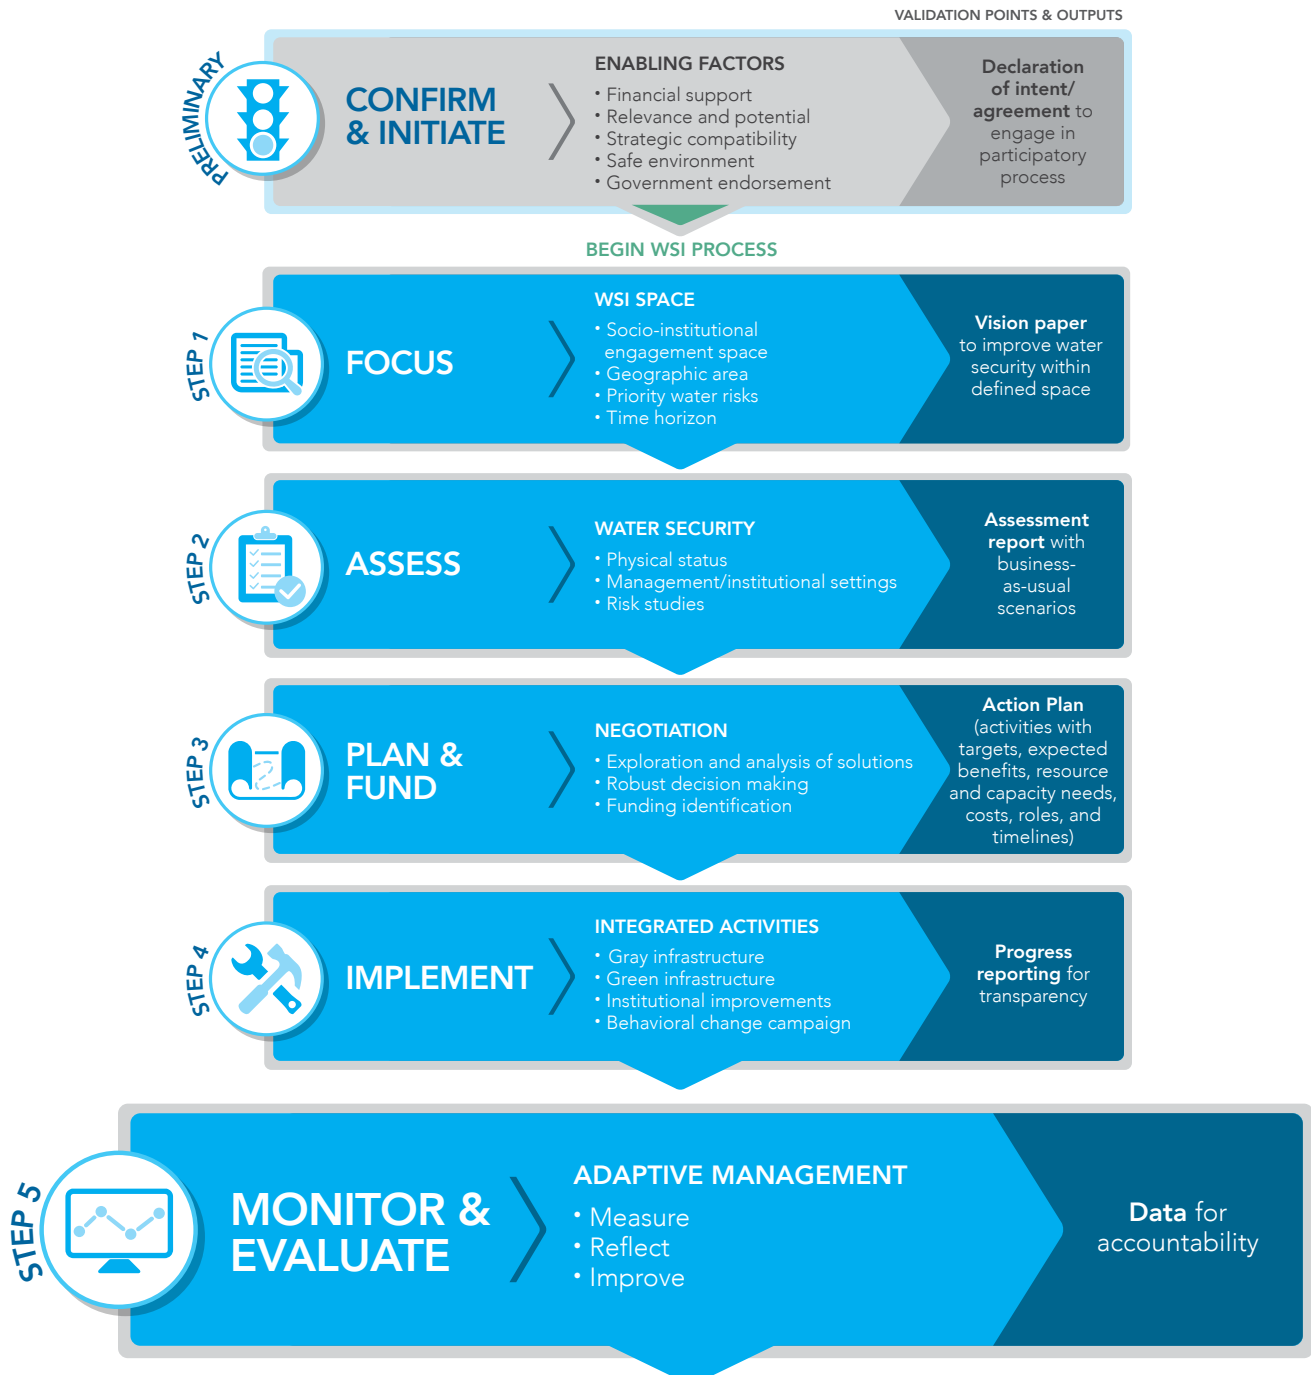 VALIDATION POINTS & OUTPUTS
PRELIMINARY
CONFIRM
& INITIATE
ENABLING FACTORS
• Financial support
• Relevance and potential
• Strategic compatibility
• Safe environment
• Government endorsement
Declaration
of intent/
agreement to
engage in
participatory
process
BEGIN WSI PROCESS
STEP 1
FOCUS
WSI SPACE
• Socio-institutional
engagement space
• Geographic area
• Priority water risks
• Time horizon
Vision paper
to improve water
security within
defined space
STEP 2
ASSESS
WATER SECURITY
• Physical status
• Management/institutional settings
• Risk studies
Assessment
report with
business-
as-usual
scenarios
STEP 3
PLAN &
FUND
NEGOTIATION
• Exploration and analysis of solutions
• Robust decision making
• Funding identification
Action Plan
(activities with
targets, expected
benefits, resource
and capacity needs,
costs, roles, and
timelines)
STEP 4
IMPLEMENT
INTEGRATED ACTIVITIES
• Gray infrastructure
• Green infrastructure
• Institutional improvements
• Behavioral change campaign
Progress
reporting for
transparency
STEP 5
MONITOR &
EVALUATE
ADAPTIVE MANAGEMENT
• Measure
• Reflect
• Improve
Data for
accountability